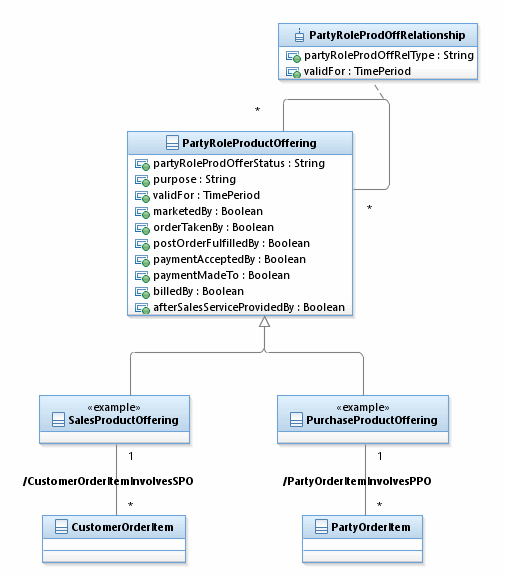 PartyRoleProdOffRelationship
partyRoleProdOffRelType : String
validFor : TimePeriod
*
PartyRoleProductOffering
partyRoleProdOfferStatus : String
purpose : String
validFor : TimePeriod
marketedBy : Boolean
orderTakenBy : Boolean
postOrderFulfilledBy : Boolean
paymentAcceptedBy : Boolean
paymentMadeTo : Boolean
billedBy : Boolean
afterSalesServiceProvidedBy : Boolean
*
«example»
SalesProductOffering
«example»
PurchaseProductOffering
1
1
/CustomerOrderItemInvolvesSPO
/PartyOrderItemInvolvesPPO
*
*
CustomerOrderItem
PartyOrderItem